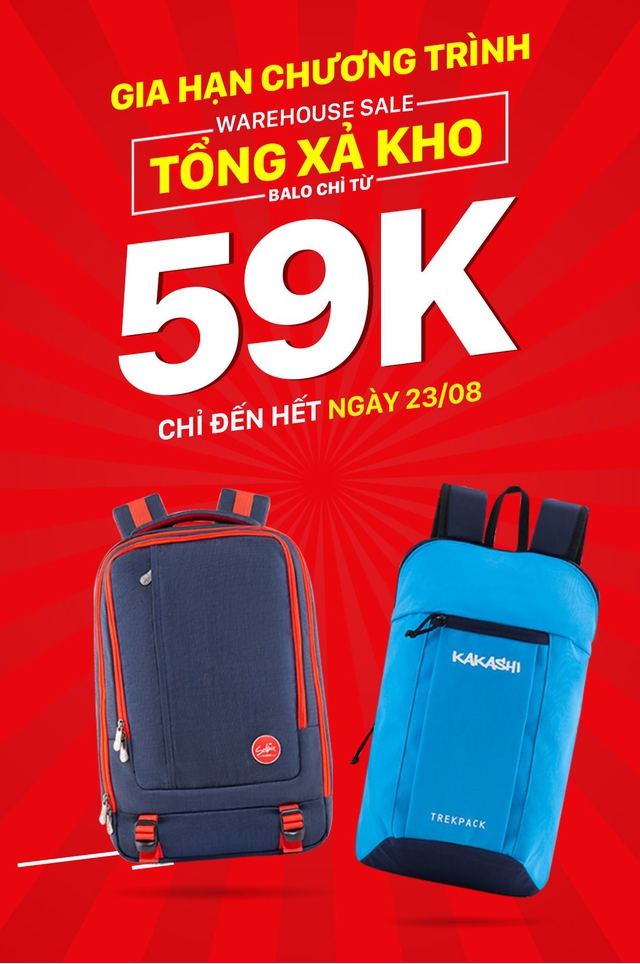 GIA HẠN CHƯƠNG TRÌNH
WAREHOUSE SALE
TỔNG XẢ KHO
BALO CHỈ TỪ
59K
CHỈ ĐẾN HẾT NGÀY 23/08
KAKASHI
TREKPACK